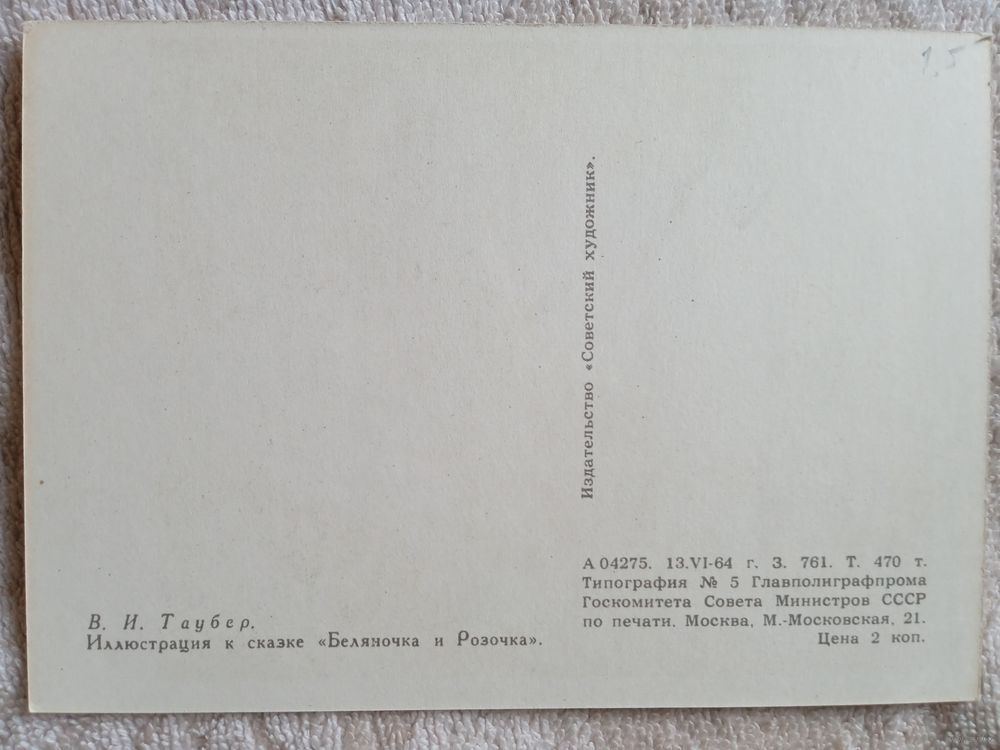 1.5
Издательство «Советский художник».
В. И. Таубер.
Иллюстрация к сказке «Беляночка и Розочка».
А 04275. 13.VI-64 г. З. 761. Т. 470 т.
Типография № 5 Главполиграфпрома
Госкомитета Совета Министров СССР
по печати. Москва, М.-Московская, 21.
Цена 2 коп.